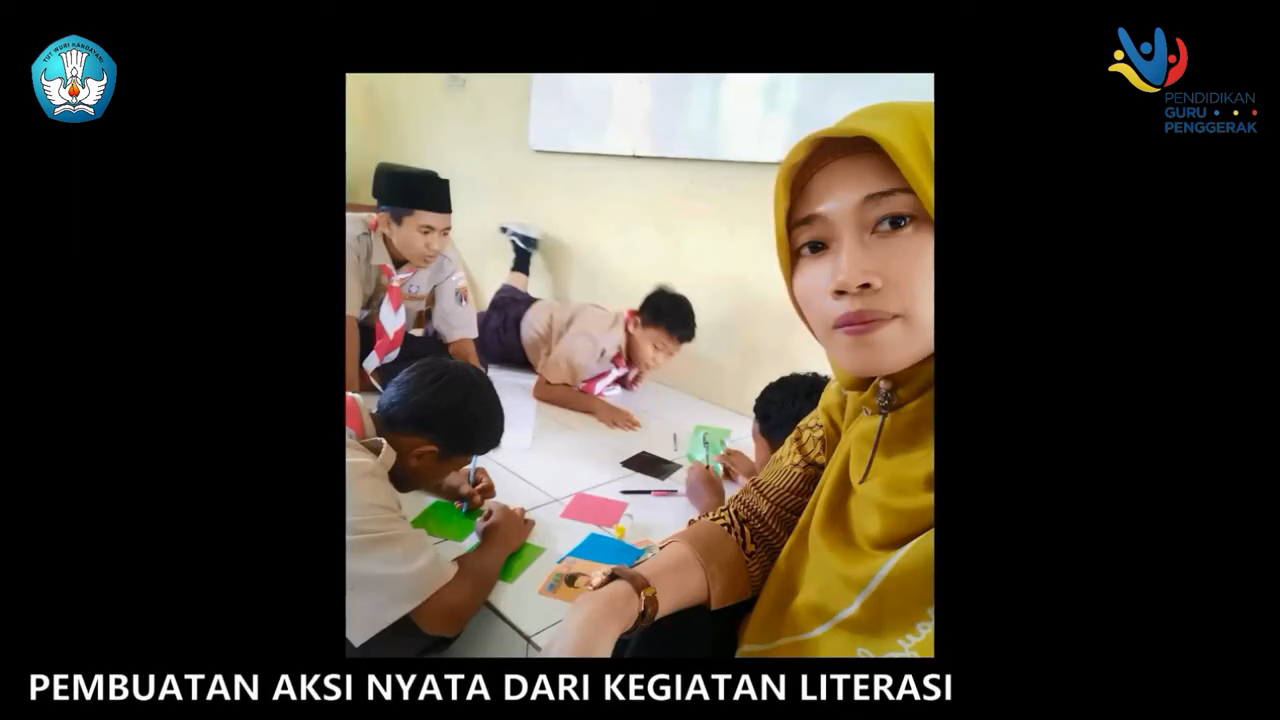 TUT WURI HANDAYANI
PENDIDIKAN
GURU
PENGGERAK
PEMBUATAN AKSI NYATA DARI KEGIATAN LITERASI